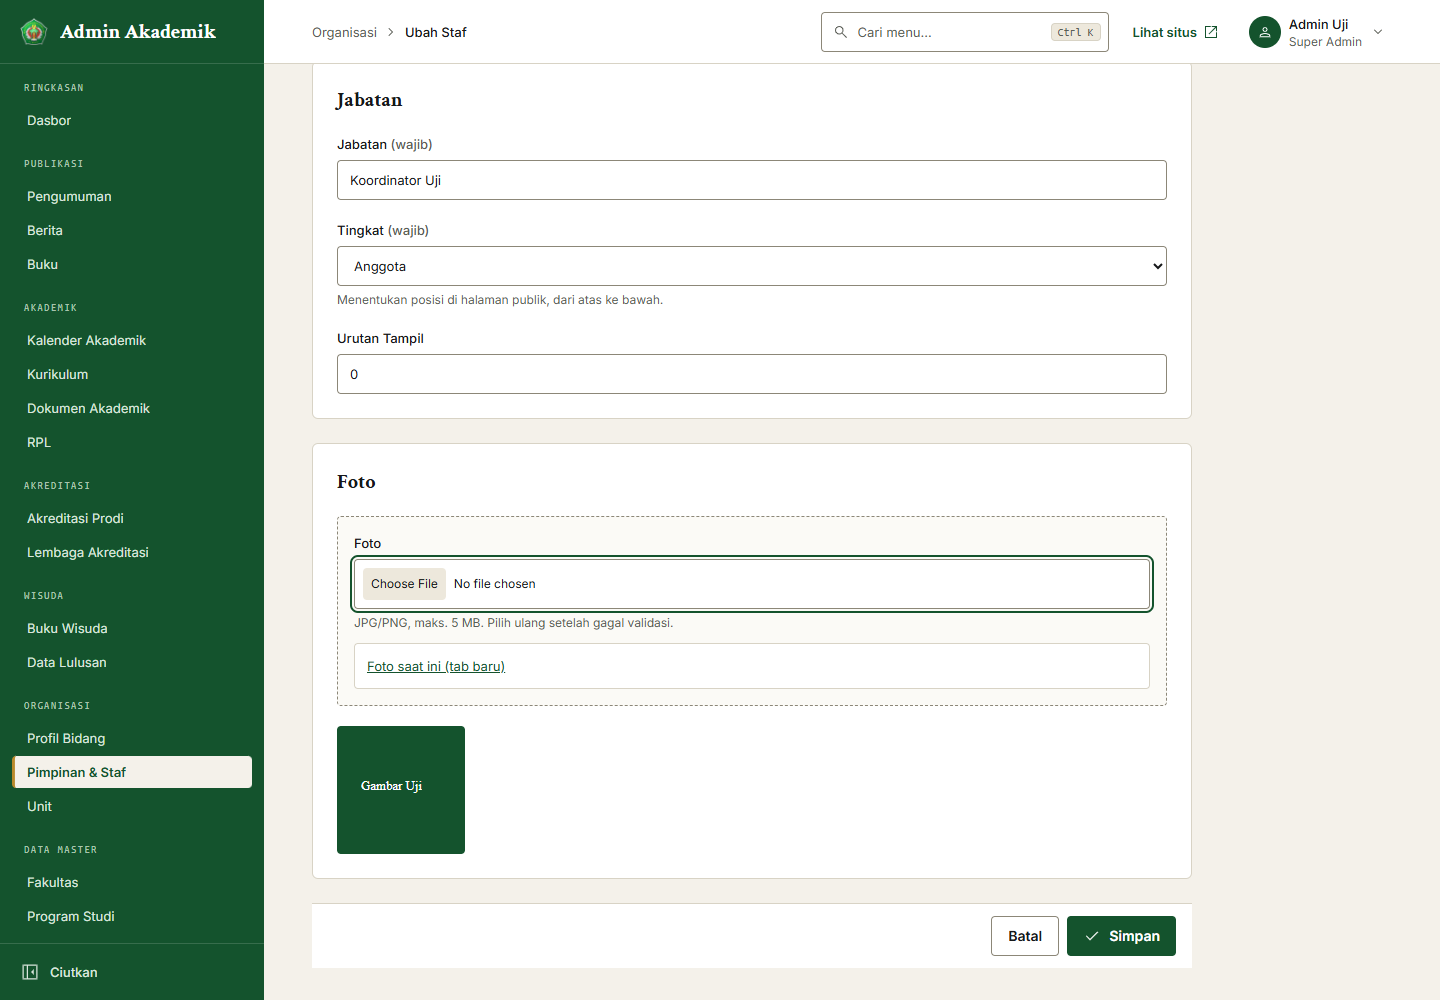 Admin Akademik
RINGKASAN
Dasbor
PUBLIKASI
Pengumuman
Berita
Buku
AKADEMIK
Kalender Akademik
Kurikulum
Dokumen Akademik
RPL
AKREDITASI
Akreditasi Prodi
Lembaga Akreditasi
WISUDA
Buku Wisuda
Data Lulusan
ORGANISASI
Profil Bidang
Pimpinan & Staf
Unit
DATA MASTER
Fakultas
Program Studi
Ciutkan
Organisasi > Ubah Staf
Cari menu... Ctrl K
Lihat situs
Admin Uji
Super Admin
Jabatan
Jabatan (wajib)
Koordinator Uji
Tingkat (wajib)
Anggota
Menentukan posisi di halaman publik, dari atas ke bawah.
Urutan Tampil
0
Foto
Foto
Choose File No file chosen
JPG/PNG, maks. 5 MB. Pilih ulang setelah gagal validasi.
Foto saat ini (tab baru)
Gambar Uji
Batal
Simpan